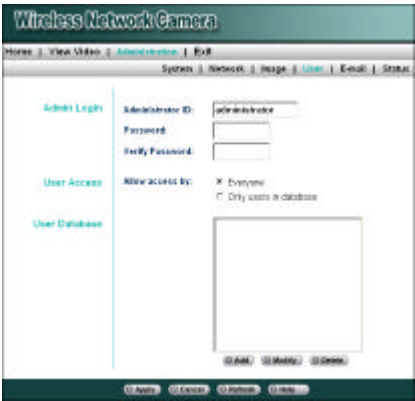 Wireless Network Camera
Home | View Video | Administration | Exit
System | Network | Image | User | E-mail | Status
Admin Login
Administrator ID: administrator
Password:
Verify Password:
User Access
Allow access by: Everyone
Only users in database
User Database
Add Modify Delete
Apply Cancel Refresh Help